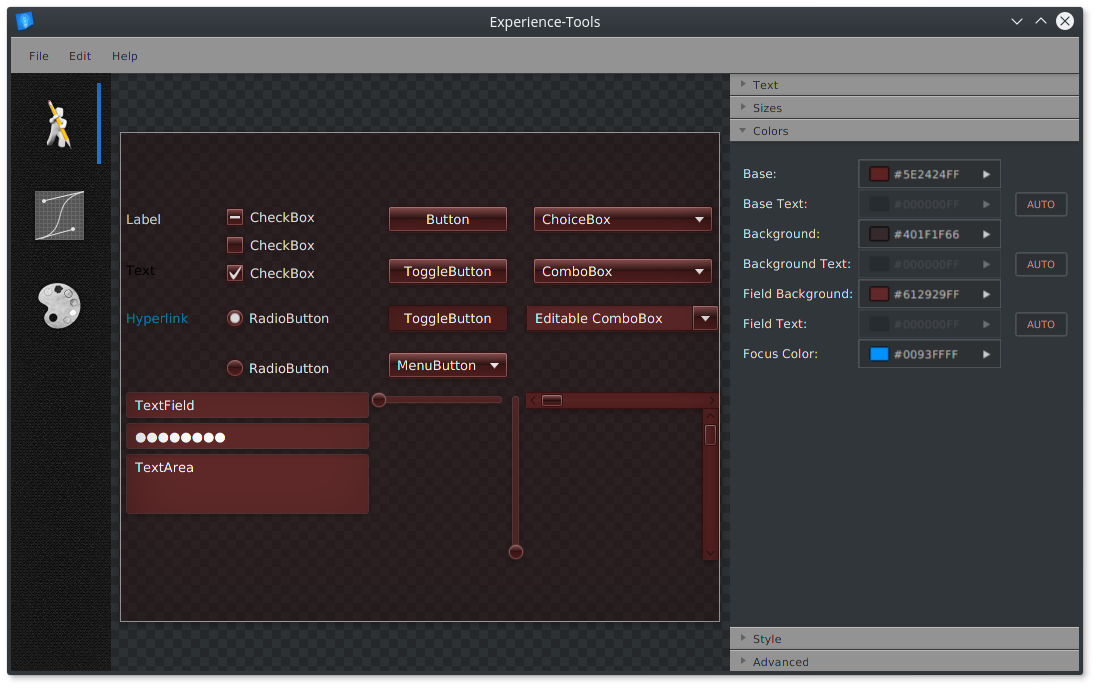 Experience-Tools
File Edit Help
Label
CheckBox
Button
ChoiceBox
CheckBox
Text
CheckBox
ToggleButton
ComboBox
Hyperlink
RadioButton
ToggleButton
Editable ComboBox
RadioButton
MenuButton
TextField
TextArea
Text
Sizes
Colors
Base: #5E2424FF
Base Text: #000000FF AUTO
Background: #401F1F66
Background Text: #000000FF AUTO
Field Background: #612929FF
Field Text: #000000FF AUTO
Focus Color: #0093FFFF
Style
Advanced